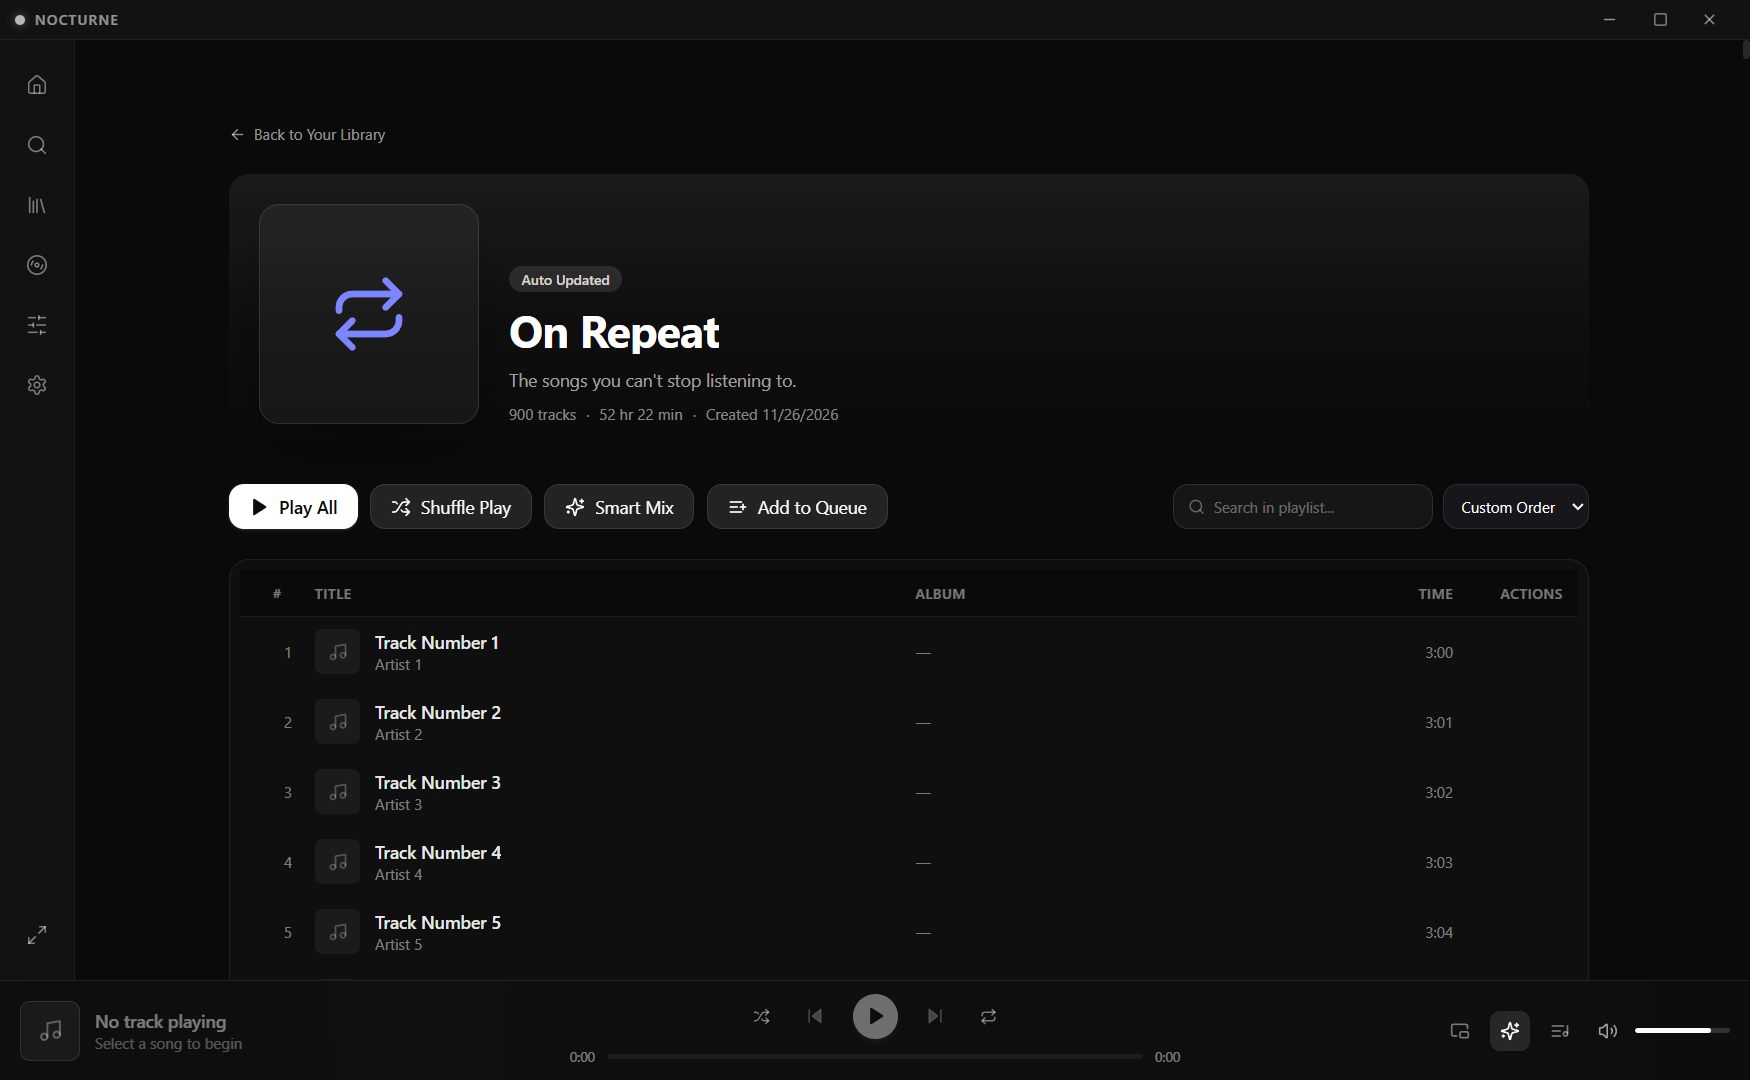 NOCTURNE
Back to Your Library
Auto Updated
On Repeat
The songs you can't stop listening to.
900 tracks · 52 hr 22 min · Created 11/26/2026
Play All Shuffle Play Smart Mix Add to Queue Search in playlist... Custom Order
# TITLE ALBUM TIME ACTIONS
1 Track Number 1 — 3:00
Artist 1
2 Track Number 2 — 3:01
Artist 2
3 Track Number 3 — 3:02
Artist 3
4 Track Number 4 — 3:03
Artist 4
5 Track Number 5 — 3:04
Artist 5
No track playing
Select a song to begin
0:00 0:00